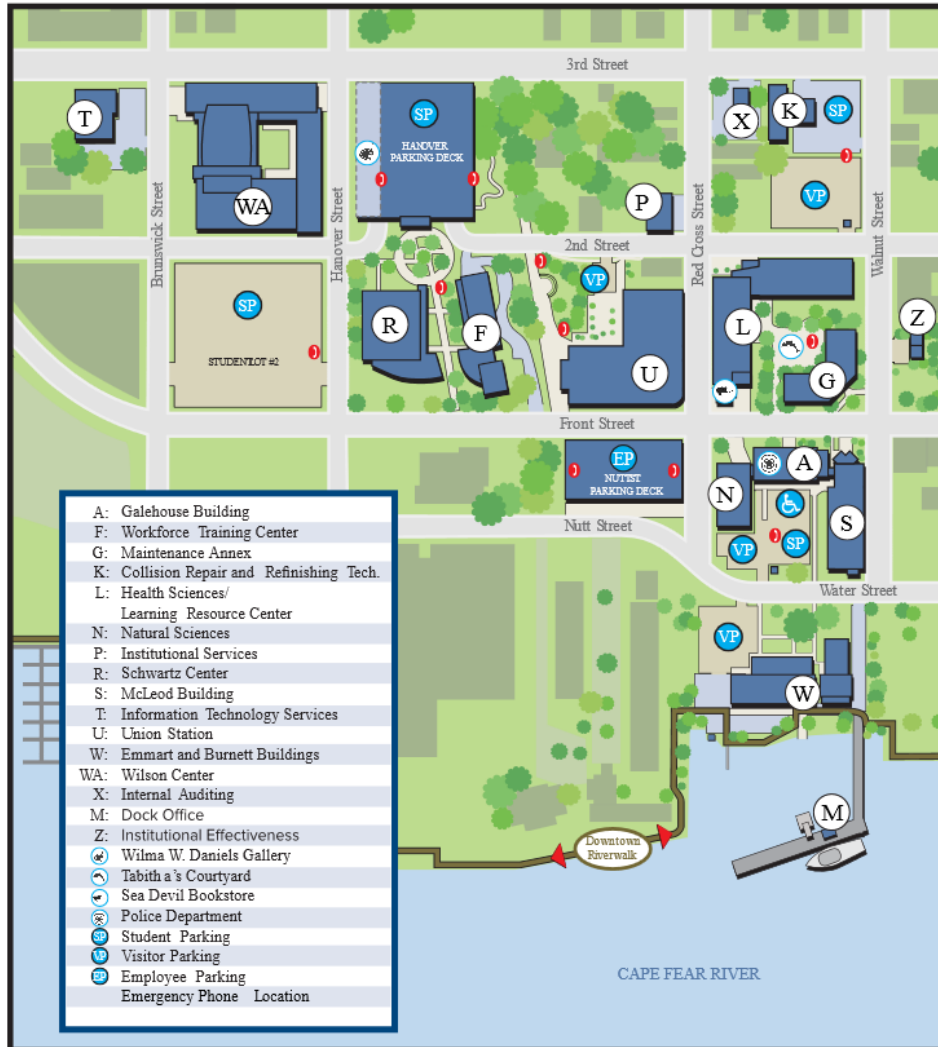 3rd Street
T
SP
HANOVER
PARKING DECK
X
K
SP
WA
P
VP
Brunswick Street
Hanover Street
Red Cross Street
Walnut Street
2nd Street
SP
STUDENTLOT #2
R
F
VP
U
L
G
Z
Front Street
EP
NUTT ST
PARKING DECK
N
A
S
VP
SP
Nutt Street
Water Street
VP
W
M
Downtown
Riverwalk
CAPE FEAR RIVER
A: Galehouse Building
F: Workforce Training Center
G: Maintenance Annex
K: Collision Repair and Refinishing Tech.
L: Health Sciences/
Learning Resource Center
N: Natural Sciences
P: Institutional Services
R: Schwartz Center
S: McLeod Building
T: Information Technology Services
U: Union Station
W: Emmart and Burnett Buildings
WA: Wilson Center
X: Internal Auditing
M: Dock Office
Z: Institutional Effectiveness
Wilma W. Daniels Gallery
Tabith a's Courtyard
Sea Devil Bookstore
Police Department
SP Student Parking
VP Visitor Parking
EP Employee Parking
Emergency Phone Location